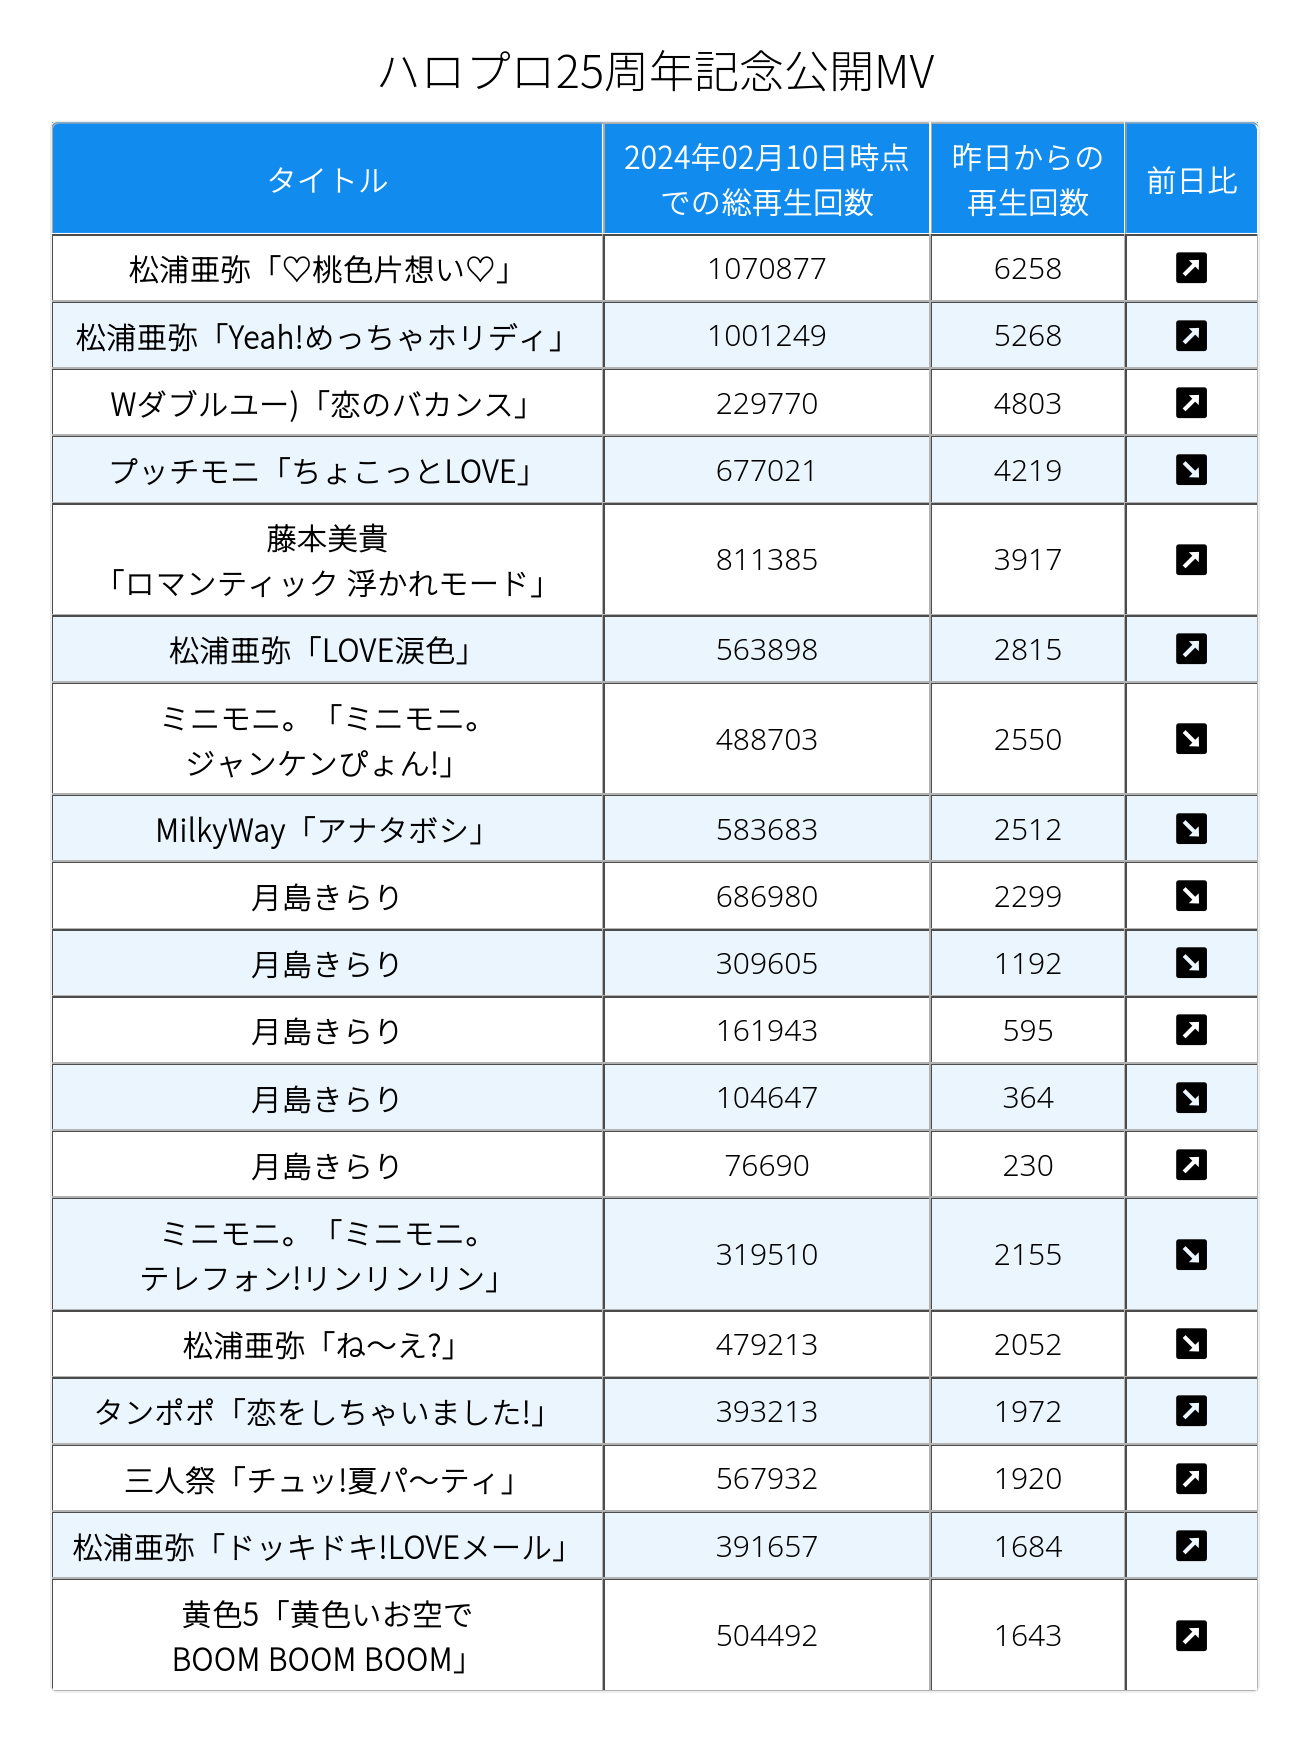 ハロプロ25周年記念公開MV
タイトル
2024年02月10日時点
での総再生回数
昨日からの
再生回数
前日比
松浦亜弥「♡桃色片想い♡」 1070877 6258 ↗
松浦亜弥「Yeah!めっちゃホリディ」 1001249 5268 ↗
Wダブルユー)「恋のバカンス」 229770 4803 ↗
プッチモニ「ちょこっとLOVE」 677021 4219 ↘
藤本美貴
「ロマンティック 浮かれモード」 811385 3917 ↗
松浦亜弥「LOVE涙色」 563898 2815 ↗
ミニモニ。「ミニモニ。
ジャンケンぴょん!」 488703 2550 ↘
MilkyWay「アナタボシ」 583683 2512 ↘
月島きらり 686980 2299 ↘
月島きらり 309605 1192 ↘
月島きらり 161943 595 ↗
月島きらり 104647 364 ↘
月島きらり 76690 230 ↗
ミニモニ。「ミニモニ。
テレフォン!リンリンリン」 319510 2155 ↘
松浦亜弥「ね〜え?」 479213 2052 ↘
タンポポ「恋をしちゃいました!」 393213 1972 ↗
三人祭「チュッ!夏パ〜ティ」 567932 1920 ↗
松浦亜弥「ドッキドキ!LOVEメール」 391657 1684 ↗
黄色5「黄色いお空で
BOOM BOOM BOOM」 504492 1643 ↗